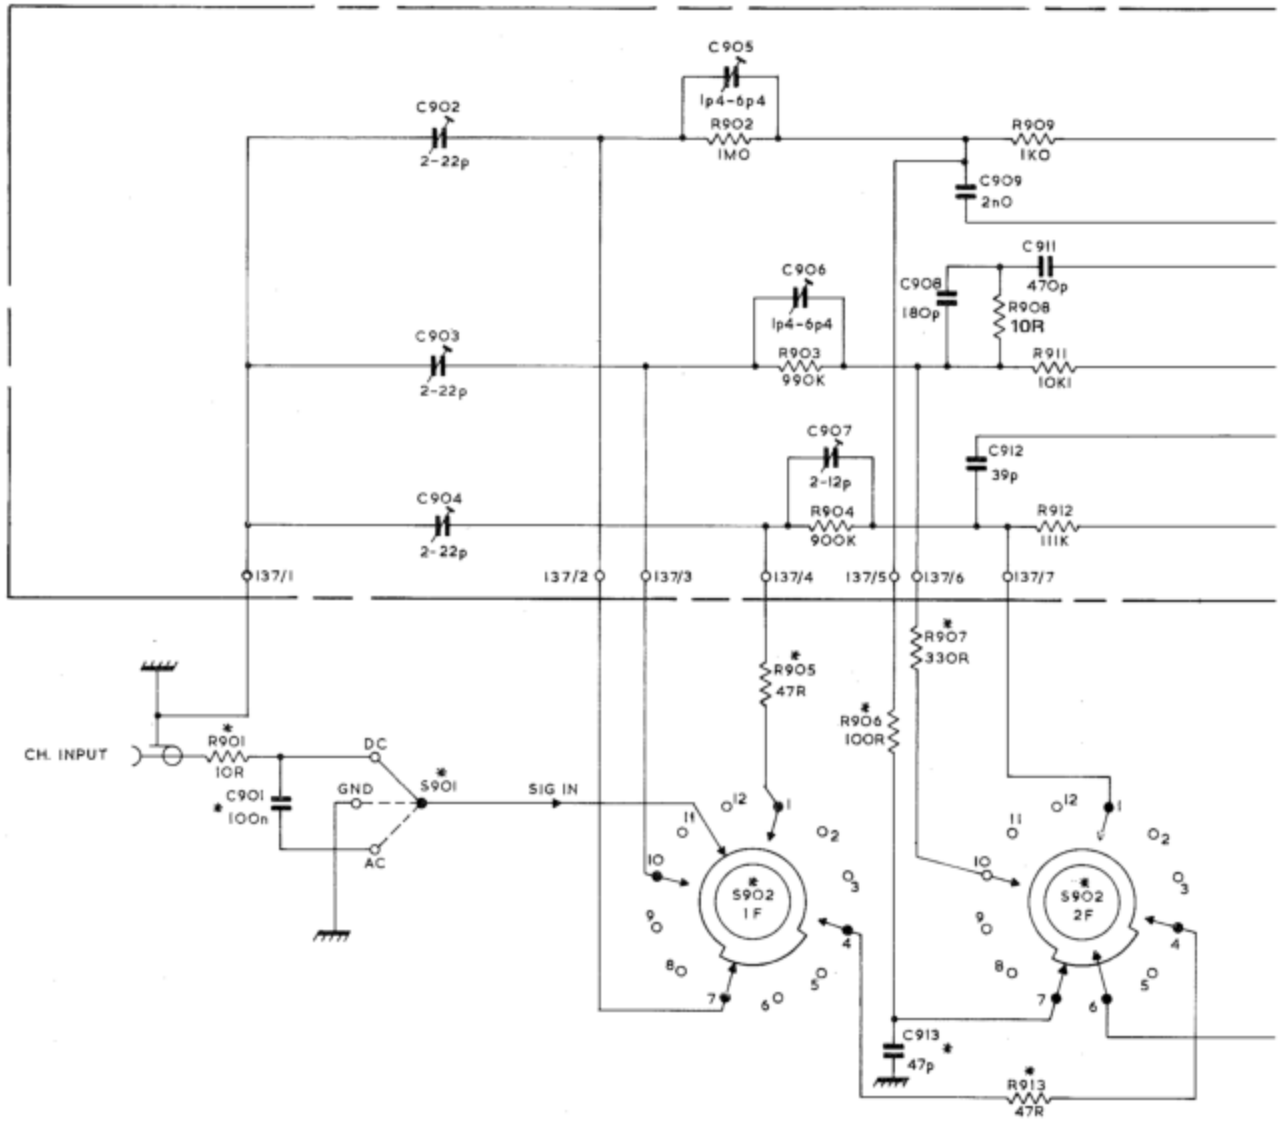 C905
1p4-6p4
C902
R902
R909
2-22p
1M0
1K0
C909
2n0
C911
C906
C908
470p
180p
R908
1p4-6p4
10R
C903
R903
R911
2-22p
990K
10K1
C907
C912
2-12p
39p
C904
R904
R912
2-22p
900K
111K
137/1
137/2
137/3
137/4
137/5
137/6
137/7
*
R907
330R
*
R905
47R
*
R906
100R
CH. INPUT
*
R901
10R
DC
*
S901
GND
SIG IN
C901
* 100n
AC
12
1
11
2
10
3
*
S902
1F
9
4
8
5
7
6
12
1
11
2
10
3
*
S902
2F
9
4
8
5
7
6
C913
47p *
*
R913
47R